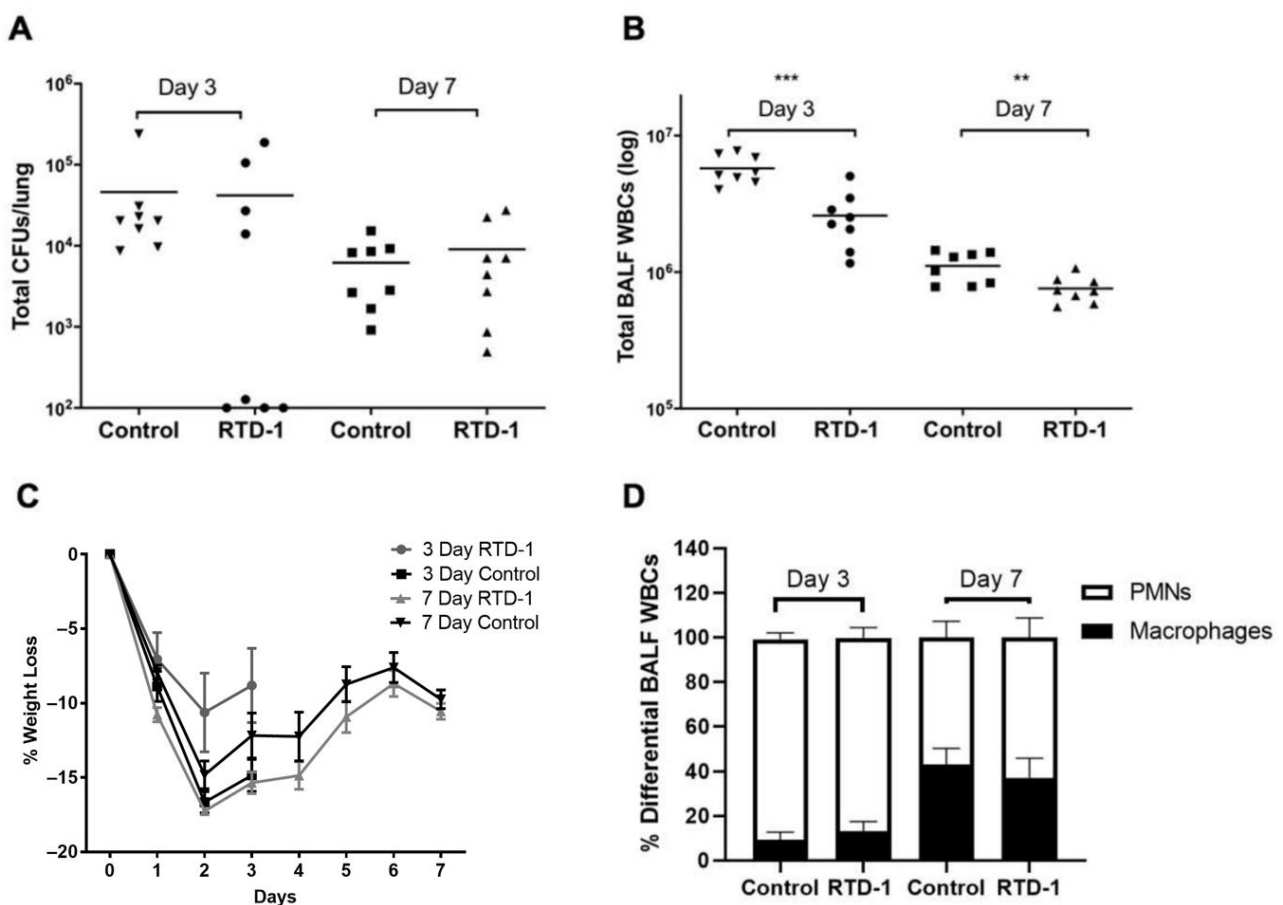 A
Total CFUs/lung
10^6
10^5
10^4
10^3
10^2
Day 3
Day 7
Control
RTD-1
Control
RTD-1
B
Total BALF WBCs (log)
10^7
10^6
10^5
***
**
Day 3
Day 7
Control
RTD-1
Control
RTD-1
C
% Weight Loss
0
–5
–10
–15
–20
3 Day RTD-1
3 Day Control
7 Day RTD-1
7 Day Control
0 1 2 3 4 5 6 7
Days
D
% Differential BALF WBCs
140
120
100
80
60
40
20
0
Day 3
Day 7
PMNs
Macrophages
Control
RTD-1
Control
RTD-1